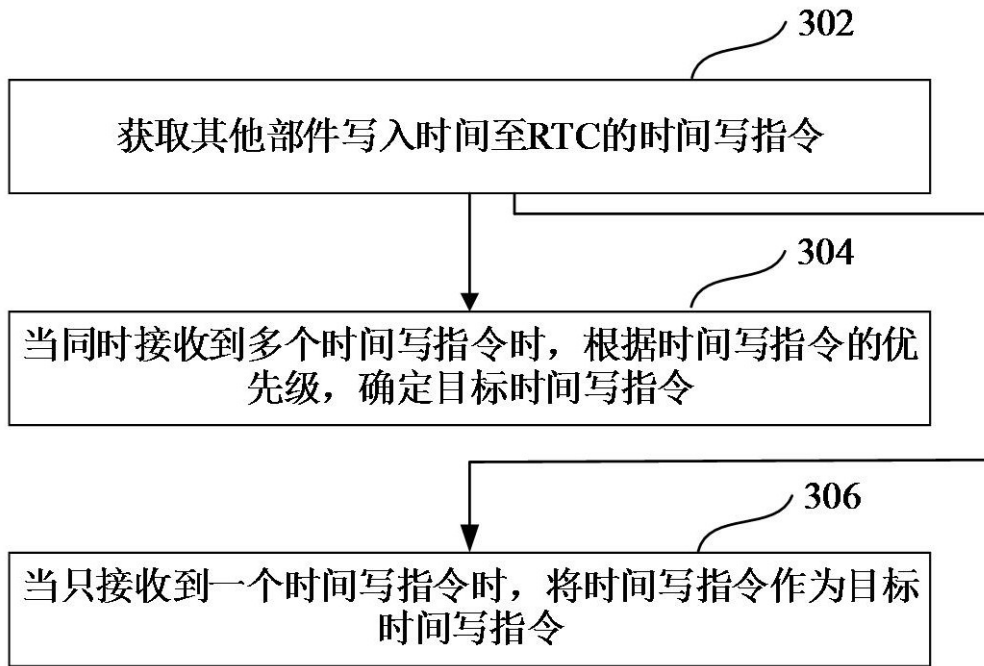 302
获取其他部件写入时间至RTC的时间写指令
304
当同时接收到多个时间写指令时，根据时间写指令的优
先级，确定目标时间写指令
306
当只接收到一个时间写指令时，将时间写指令作为目标
时间写指令